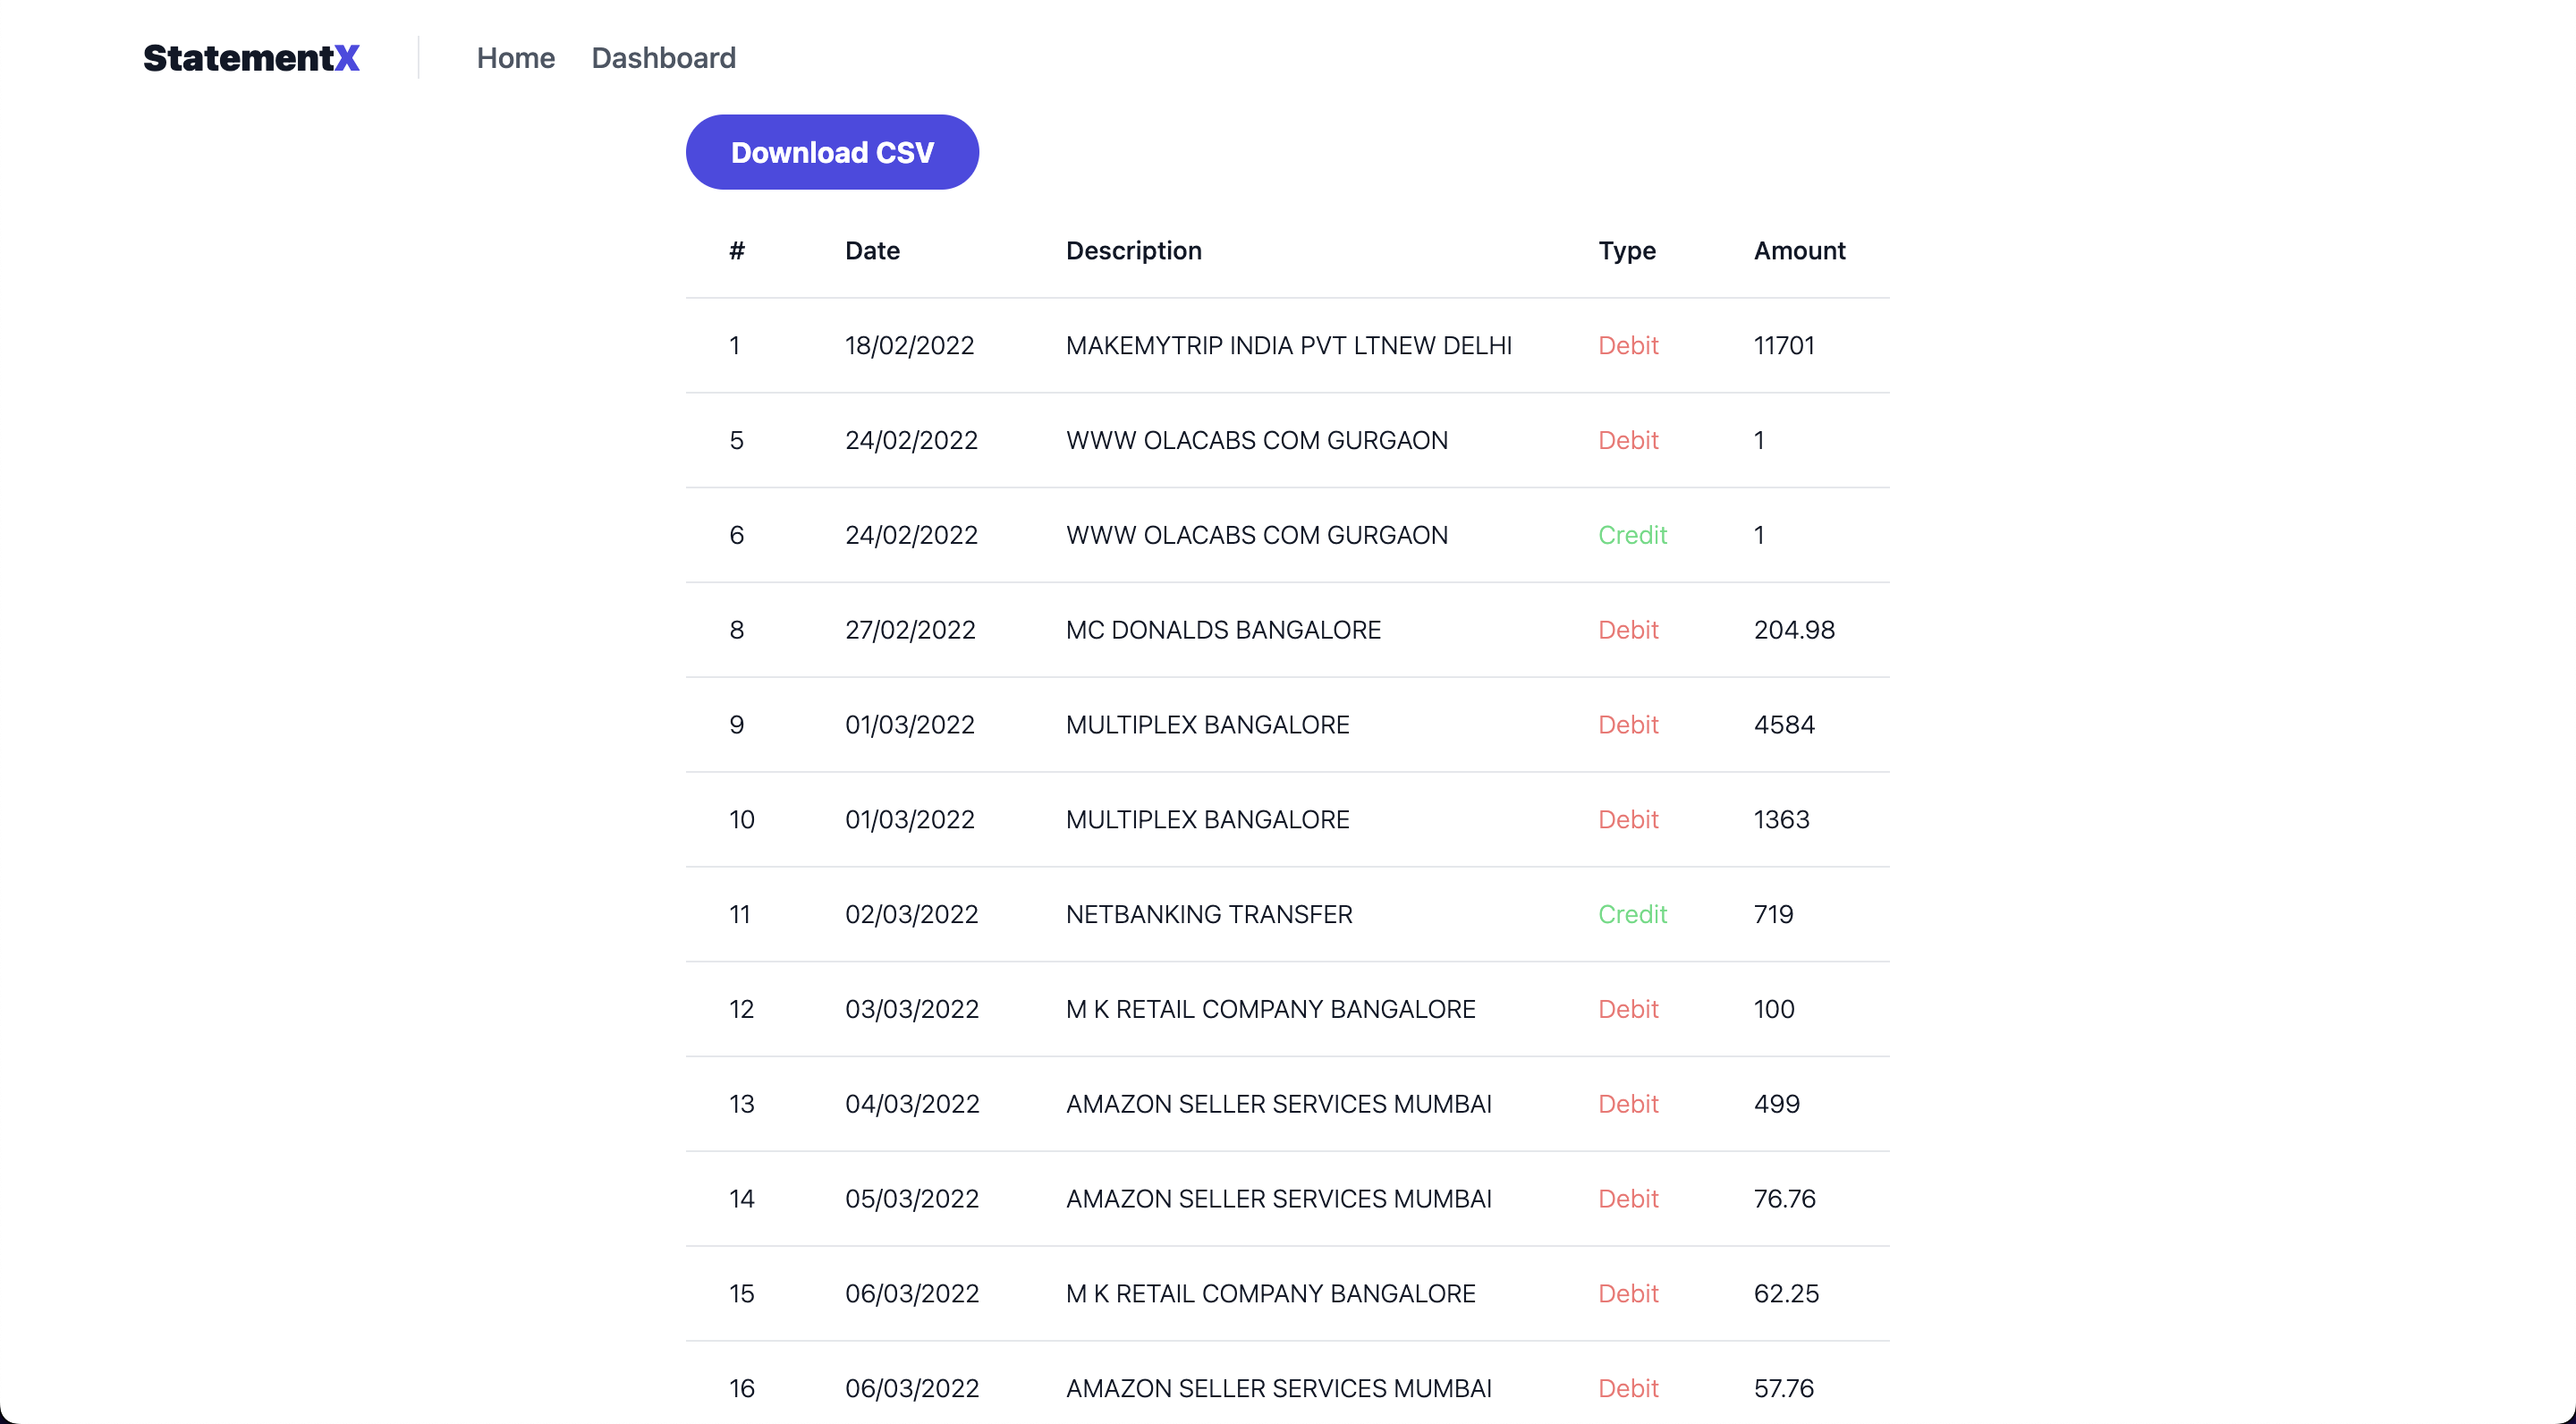 StatementX Home Dashboard
Download CSV
# Date Description Type Amount
1 18/02/2022 MAKEMYTRIP INDIA PVT LTNEW DELHI Debit 11701
5 24/02/2022 WWW OLACABS COM GURGAON Debit 1
6 24/02/2022 WWW OLACABS COM GURGAON Credit 1
8 27/02/2022 MC DONALDS BANGALORE Debit 204.98
9 01/03/2022 MULTIPLEX BANGALORE Debit 4584
10 01/03/2022 MULTIPLEX BANGALORE Debit 1363
11 02/03/2022 NETBANKING TRANSFER Credit 719
12 03/03/2022 M K RETAIL COMPANY BANGALORE Debit 100
13 04/03/2022 AMAZON SELLER SERVICES MUMBAI Debit 499
14 05/03/2022 AMAZON SELLER SERVICES MUMBAI Debit 76.76
15 06/03/2022 M K RETAIL COMPANY BANGALORE Debit 62.25
16 06/03/2022 AMAZON SELLER SERVICES MUMBAI Debit 57.76